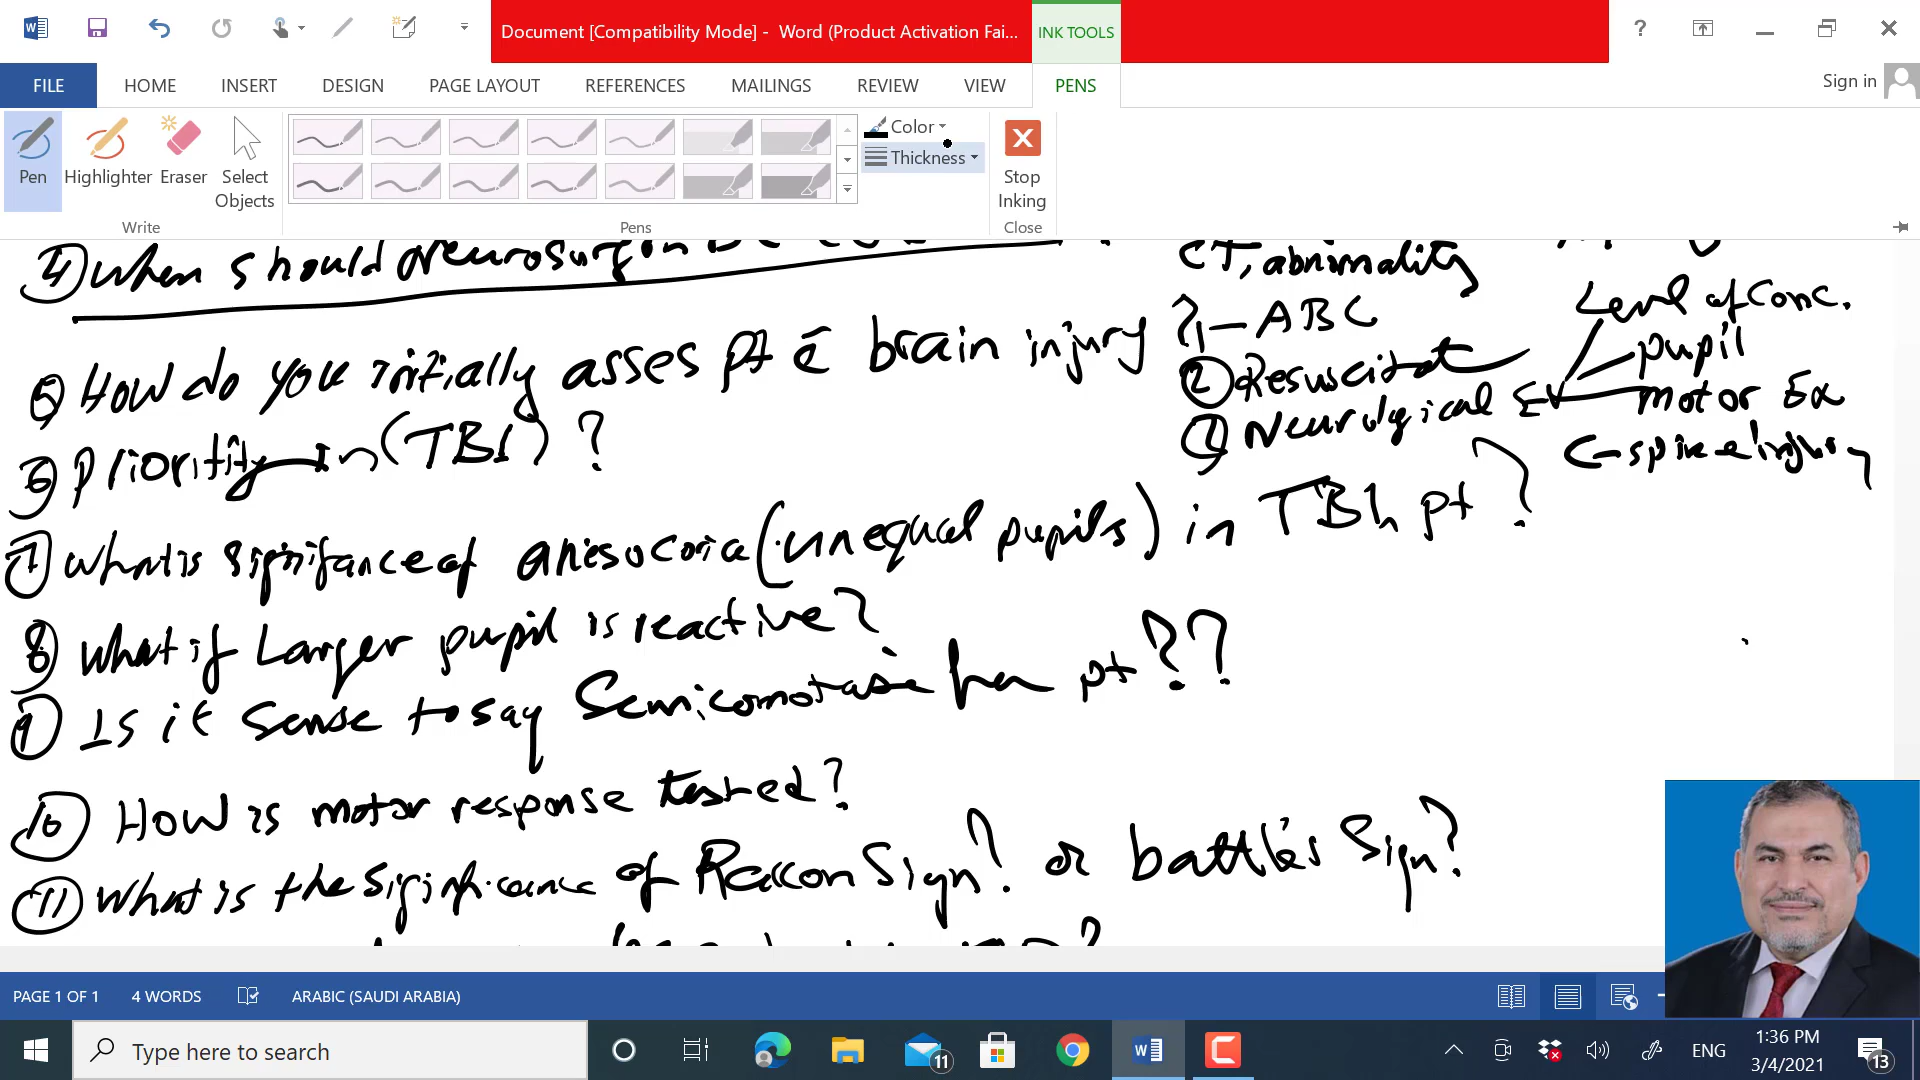 Document [Compatibility Mode] - Word (Product Activation Fai...
INK TOOLS
?
FILE
HOME
INSERT
DESIGN
PAGE LAYOUT
REFERENCES
MAILINGS
REVIEW
VIEW
PENS
Sign in
Pen
Highlighter
Eraser
Select Objects
Color
Thickness
Stop Inking
Write
Pens
Close
4 When should Neurosurgeon
CT, abnormality
5 How do you initially asses pt c̄ brain injury ?
1- ABC
2 Resuscitat
3 Neurological Ex
Level of Conc.
pupil
motor Ex
C-spine injury
6 Priority in (TBI) ?
7 What is significance of anisocoria (unequal pupils) in TBI, pt ?
8 What if Larger pupil is reactive?
9 Is it sense to say Semicomatose for pt ??
10 How is motor response tested?
11 What is the significance of Raccon Sign? or battle's Sign?
PAGE 1 OF 1
4 WORDS
ARABIC (SAUDI ARABIA)
Type here to search
11
ENG
1:36 PM
3/4/2021
13